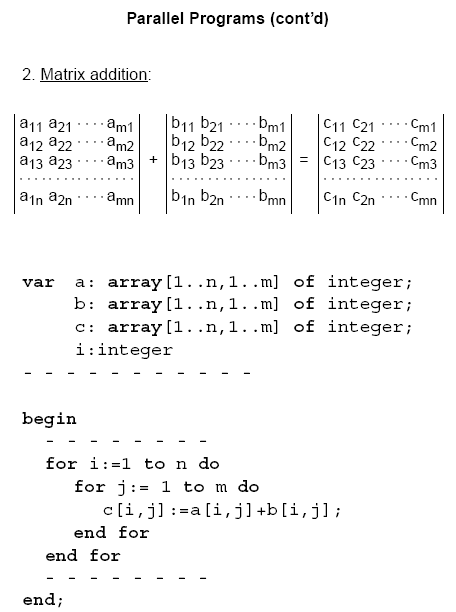 Parallel Programs (cont'd)
2. Matrix addition:
a11 a21 ····am1   b11 b21 ····bm1   c11 c21 ····cm1
a12 a22 ····am2   b12 b22 ····bm2   c12 c22 ····cm2
a13 a23 ····am3 + b13 b23 ····bm3 = c13 c23 ····cm3
················   ················   ················
a1n a2n ····amn   b1n b2n ····bmn   c1n c2n ····cmn
var a: array[1..n,1..m] of integer;
b: array[1..n,1..m] of integer;
c: array[1..n,1..m] of integer;
i:integer
- - - - - - - - - - -
begin
- - - - - - - -
for i:=1 to n do
for j:= 1 to m do
c[i,j]:=a[i,j]+b[i,j];
end for
end for
- - - - - - - -
end;